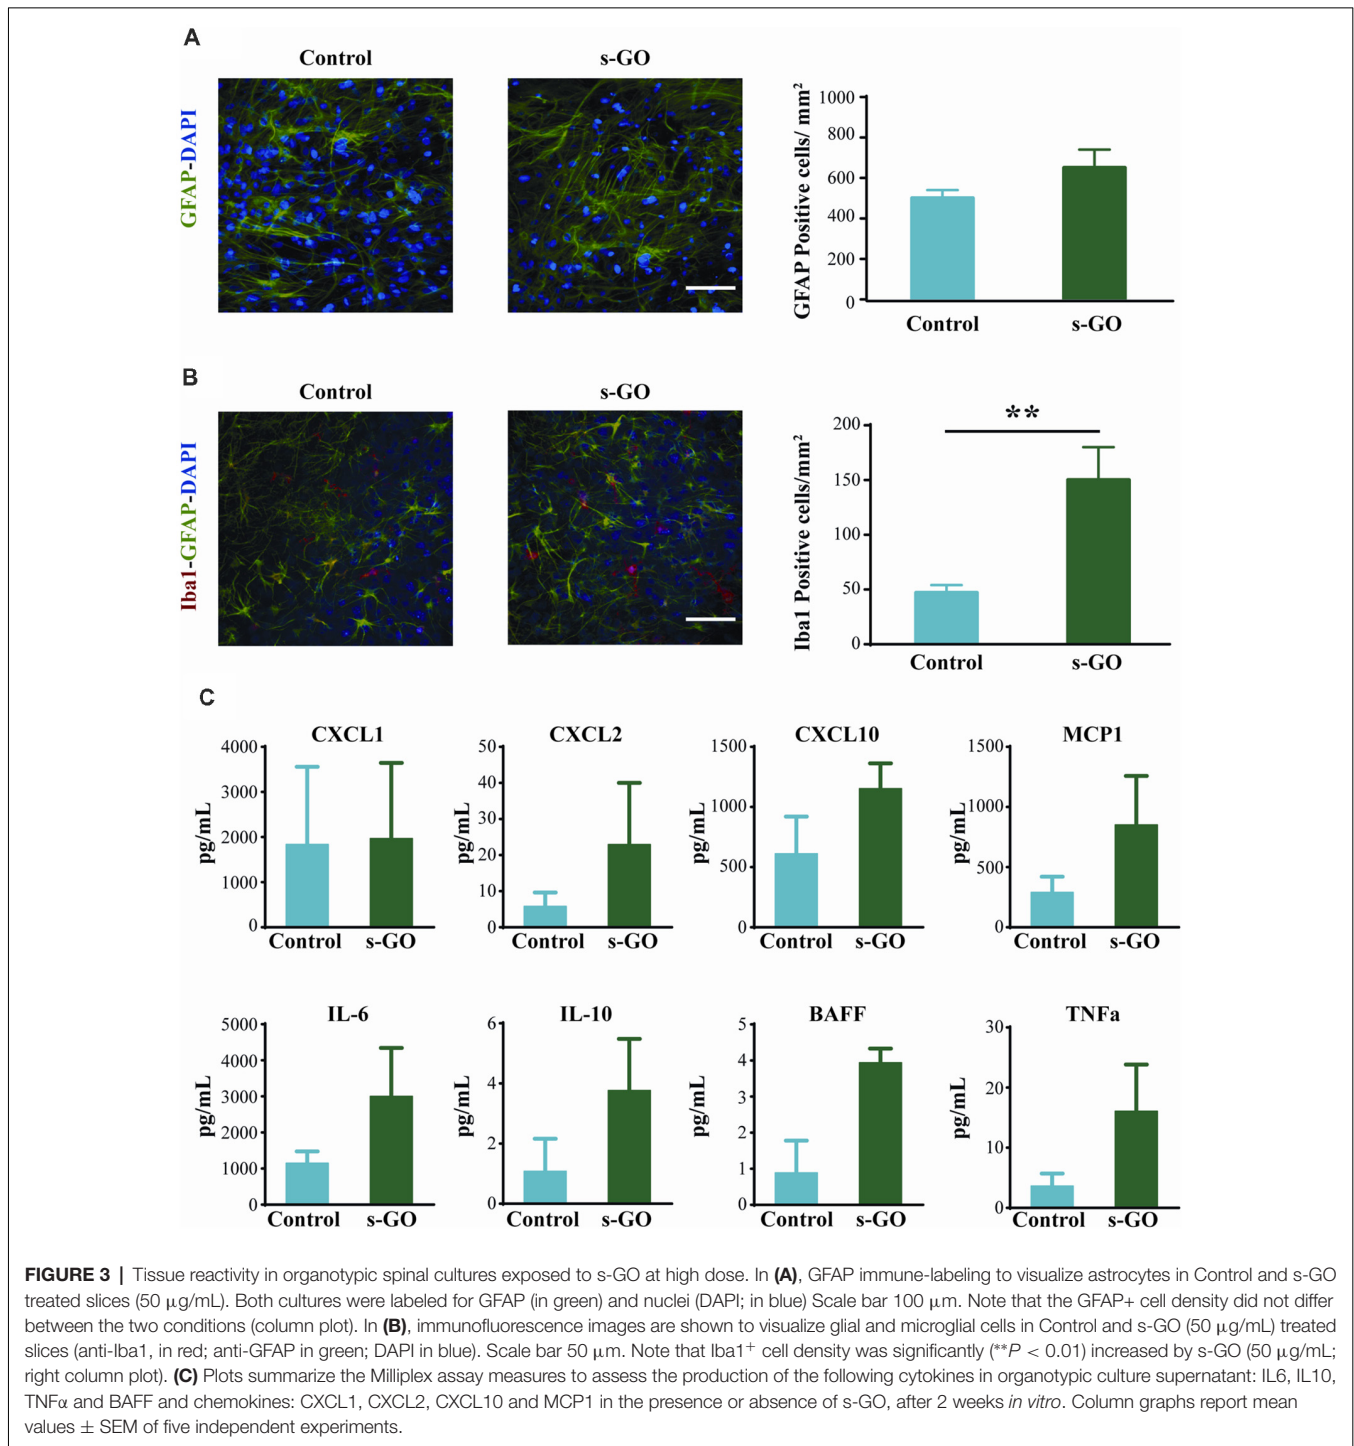 A
Control
s-GO
GFAP-DAPI
GFAP Positive cells/ mm²
1000
800
600
400
200
0
Control
s-GO
B
Control
s-GO
Iba1-GFAP-DAPI
Iba1 Positive cells/mm²
200
150
100
50
0
**
Control
s-GO
C
CXCL1
pg/mL
4000
3000
2000
1000
0
Control s-GO
CXCL2
pg/mL
50
40
30
20
10
0
Control s-GO
CXCL10
pg/mL
1500
1000
500
0
Control s-GO
MCP1
pg/mL
1500
1000
500
0
Control s-GO
IL-6
pg/mL
5000
4000
3000
2000
1000
0
Control s-GO
IL-10
pg/mL
6
4
2
0
Control s-GO
BAFF
pg/mL
5
4
3
2
1
0
Control s-GO
TNFa
pg/mL
30
20
10
0
Control s-GO
FIGURE 3 | Tissue reactivity in organotypic spinal cultures exposed to s-GO at high dose. In (A), GFAP immune-labeling to visualize astrocytes in Control and s-GO
treated slices (50 μg/mL). Both cultures were labeled for GFAP (in green) and nuclei (DAPI; in blue) Scale bar 100 μm. Note that the GFAP+ cell density did not differ
between the two conditions (column plot). In (B), immunofluorescence images are shown to visualize glial and microglial cells in Control and s-GO (50 μg/mL) treated
slices (anti-Iba1, in red; anti-GFAP in green; DAPI in blue). Scale bar 50 μm. Note that Iba1⁺ cell density was significantly (**P < 0.01) increased by s-GO (50 μg/mL;
right column plot). (C) Plots summarize the Milliplex assay measures to assess the production of the following cytokines in organotypic culture supernatant: IL6, IL10,
TNFα and BAFF and chemokines: CXCL1, CXCL2, CXCL10 and MCP1 in the presence or absence of s-GO, after 2 weeks in vitro. Column graphs report mean
values ± SEM of five independent experiments.